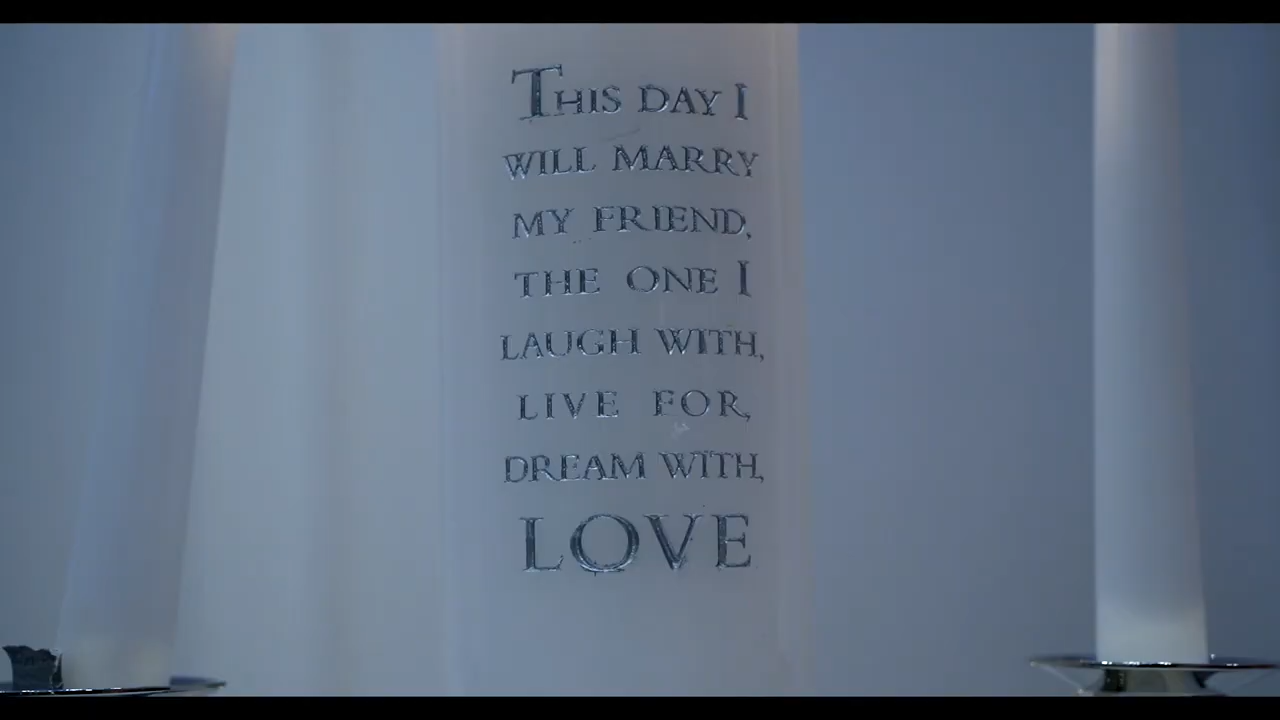 THIS DAY I
WILL MARRY
MY FRIEND,
THE ONE I
LAUGH WITH,
LIVE FOR,
DREAM WITH,
LOVE